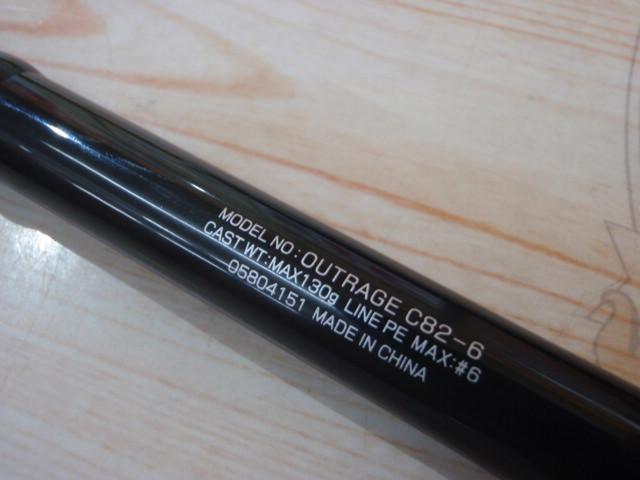 MODEL NO: OUTRAGE C82-6
CAST WT:MAX130g LINE PE MAX:#6
05804151 MADE IN CHINA